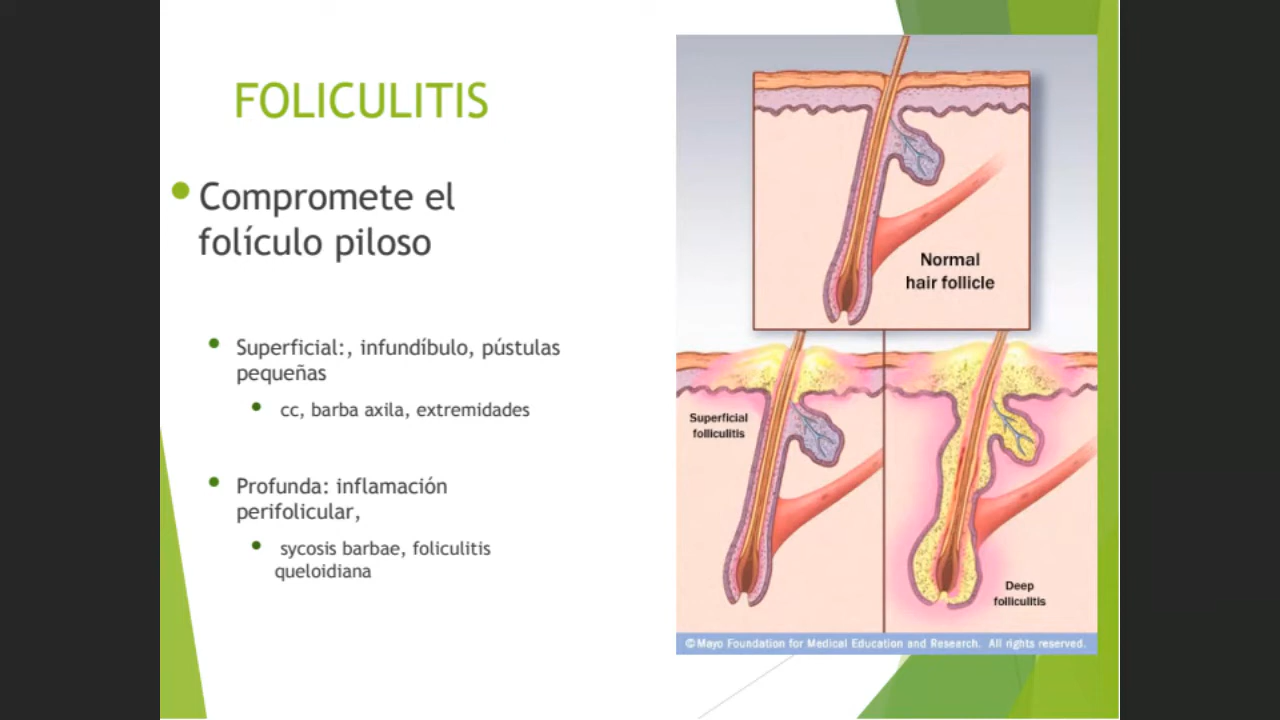 FOLICULITIS
Compromete el
folículo piloso
Superficial:, infundíbulo, pústulas
pequeñas
cc, barba axila, extremidades
Profunda: inflamación
perifolicular,
sycosis barbae, foliculitis
queloidiana
Normal
hair follicle
Superficial
folliculitis
Deep
folliculitis
©Mayo Foundation for Medical Education and Research. All rights reserved.